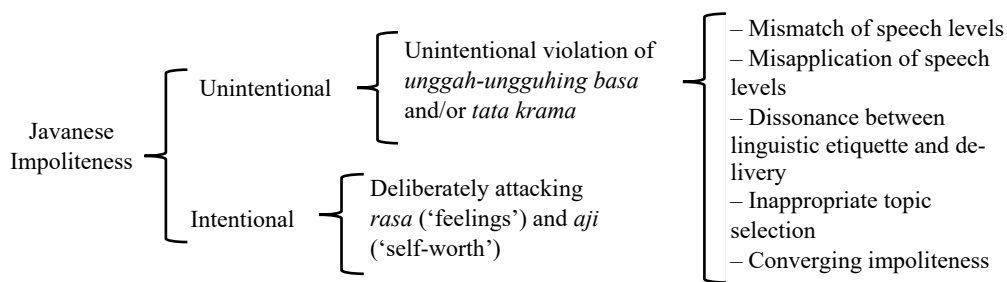 Javanese
Impoliteness
Unintentional
Unintentional violation of
unggah-ungguhing basa
and/or tata krama
– Mismatch of speech levels
– Misapplication of speech
levels
– Dissonance between
linguistic etiquette and de-
livery
– Inappropriate topic
selection
– Converging impoliteness
Intentional
Deliberately attacking
rasa (‘feelings’) and aji
(‘self-worth’)